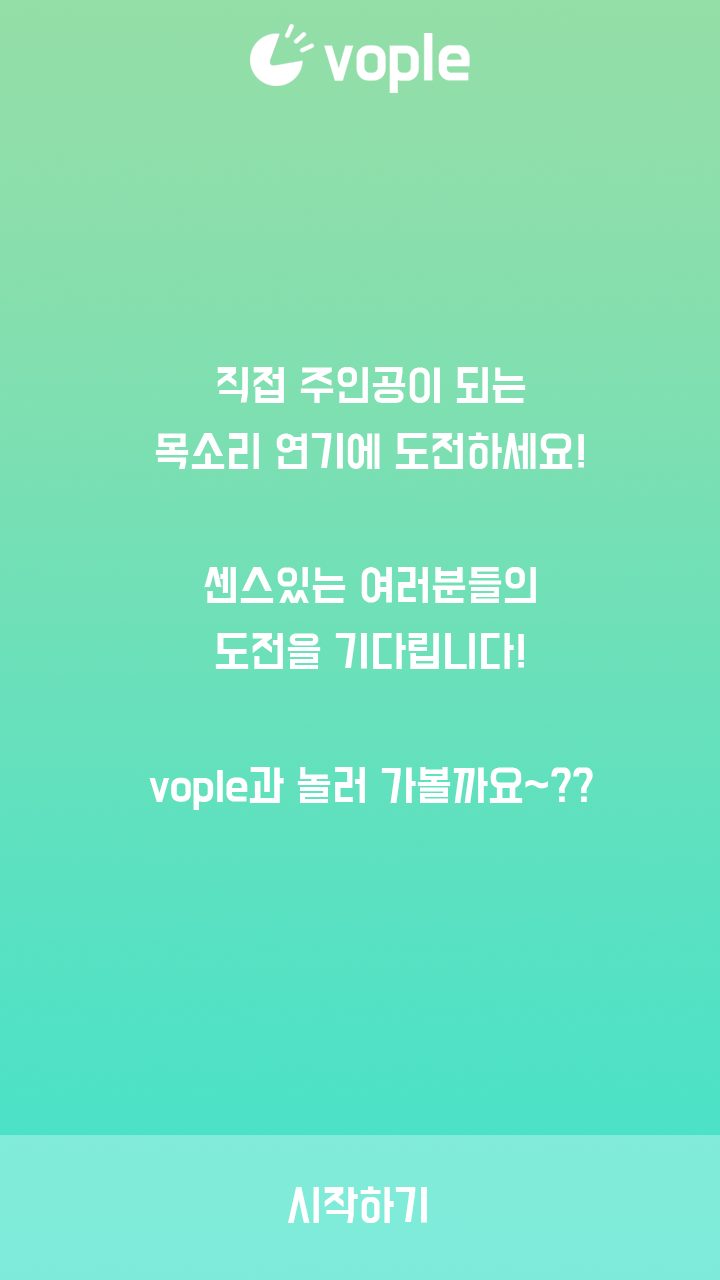 vople
직접 주인공이 되는
목소리 연기에 도전하세요!
센스있는 여러분들의
도전을 기다립니다!
vople과 놀러 가볼까요~??
시작하기